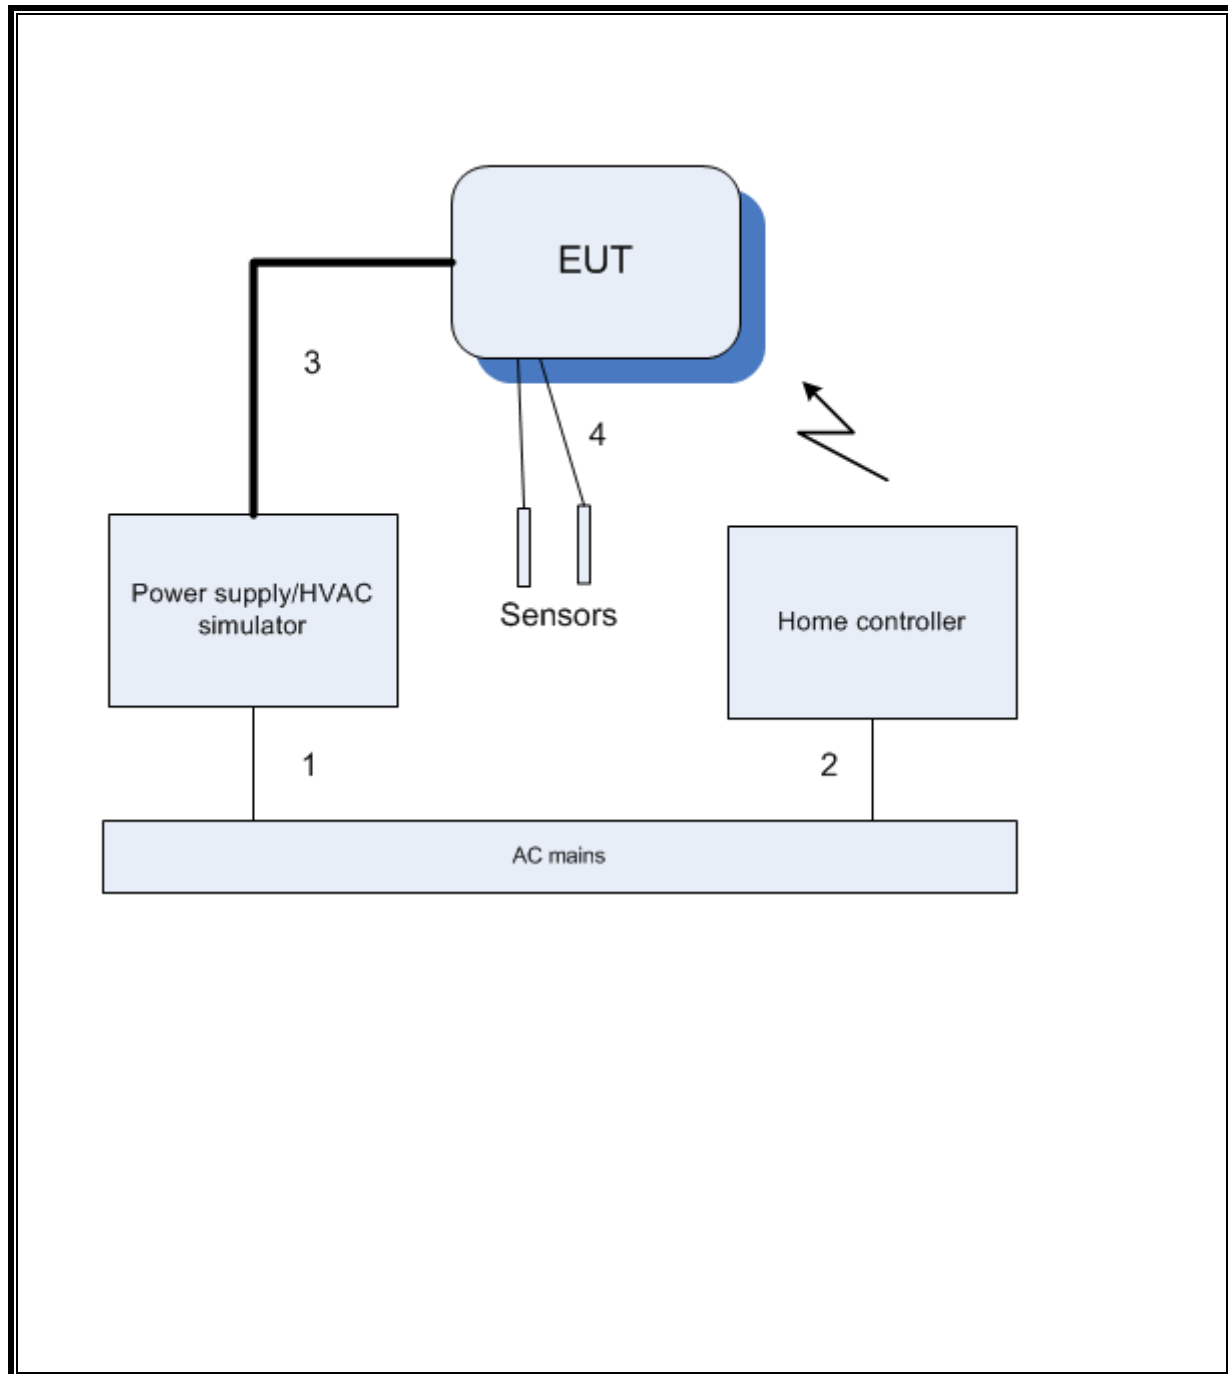 EUT
3
4
Power supply/HVAC
simulator
Sensors
Home controller
1
2
AC mains